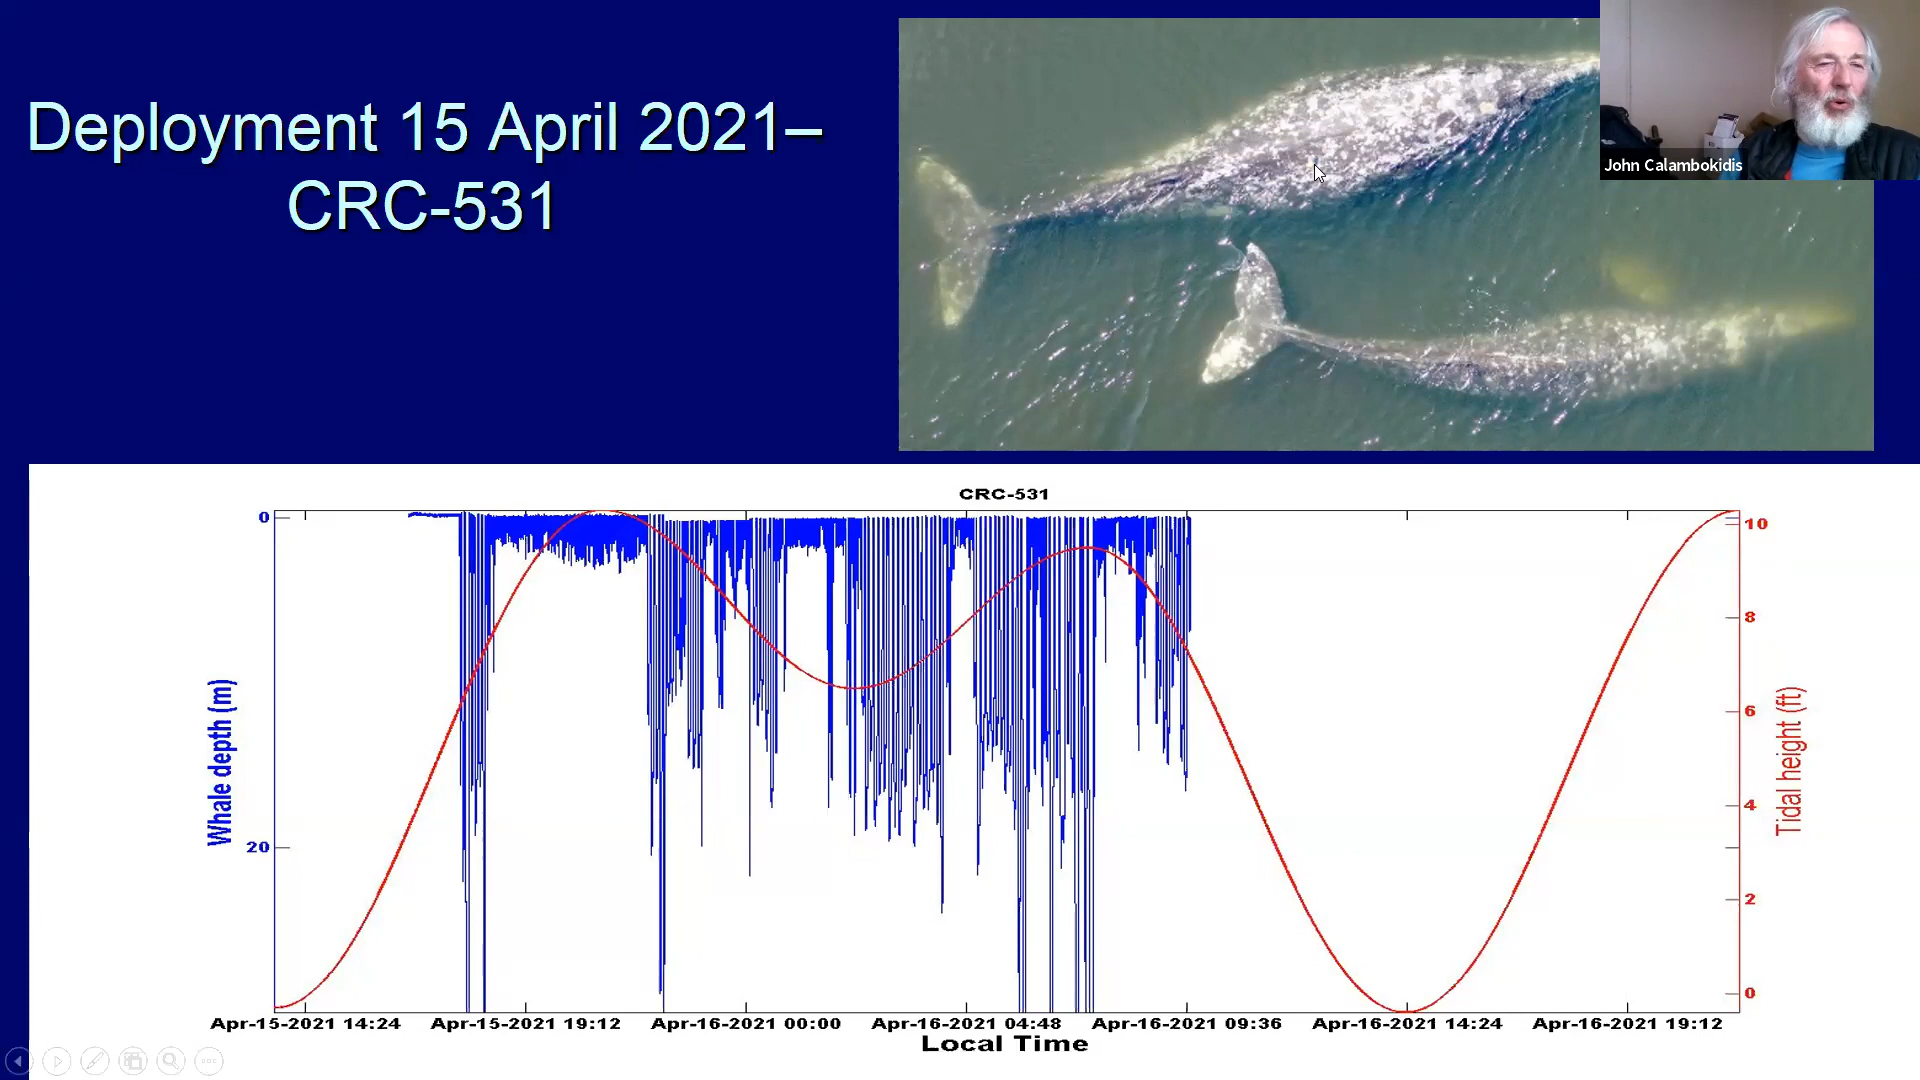 Deployment 15 April 2021–
CRC-531
John Calambokidis
CRC-531
0
20
Whale depth (m)
10
8
6
4
2
0
Tidal height (ft)
Apr-15-2021 14:24 Apr-15-2021 19:12 Apr-16-2021 00:00 Apr-16-2021 04:48 Apr-16-2021 09:36 Apr-16-2021 14:24 Apr-16-2021 19:12
Local Time